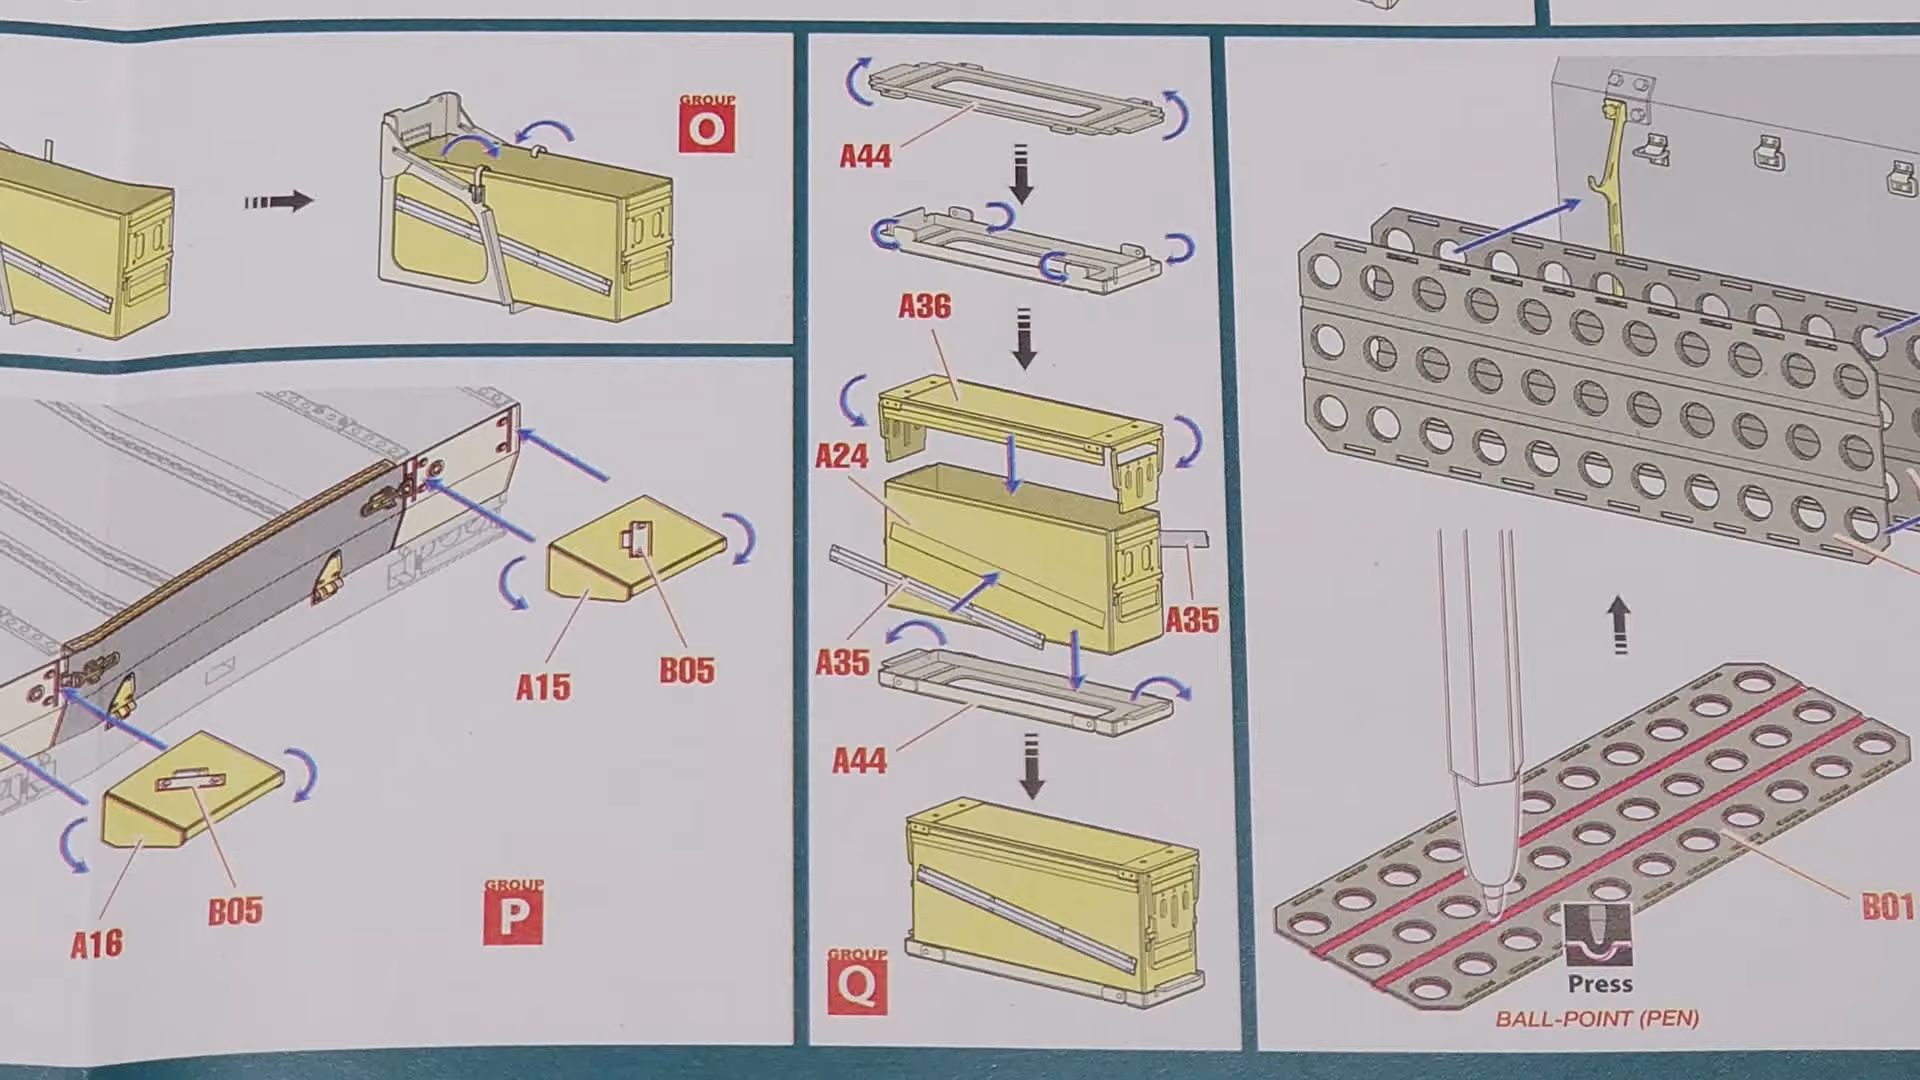 GROUP
O
A15
B05
A16
B05
GROUP
P
A44
A36
A24
A35
A35
A44
GROUP
Q
B01
Press
BALL-POINT (PEN)